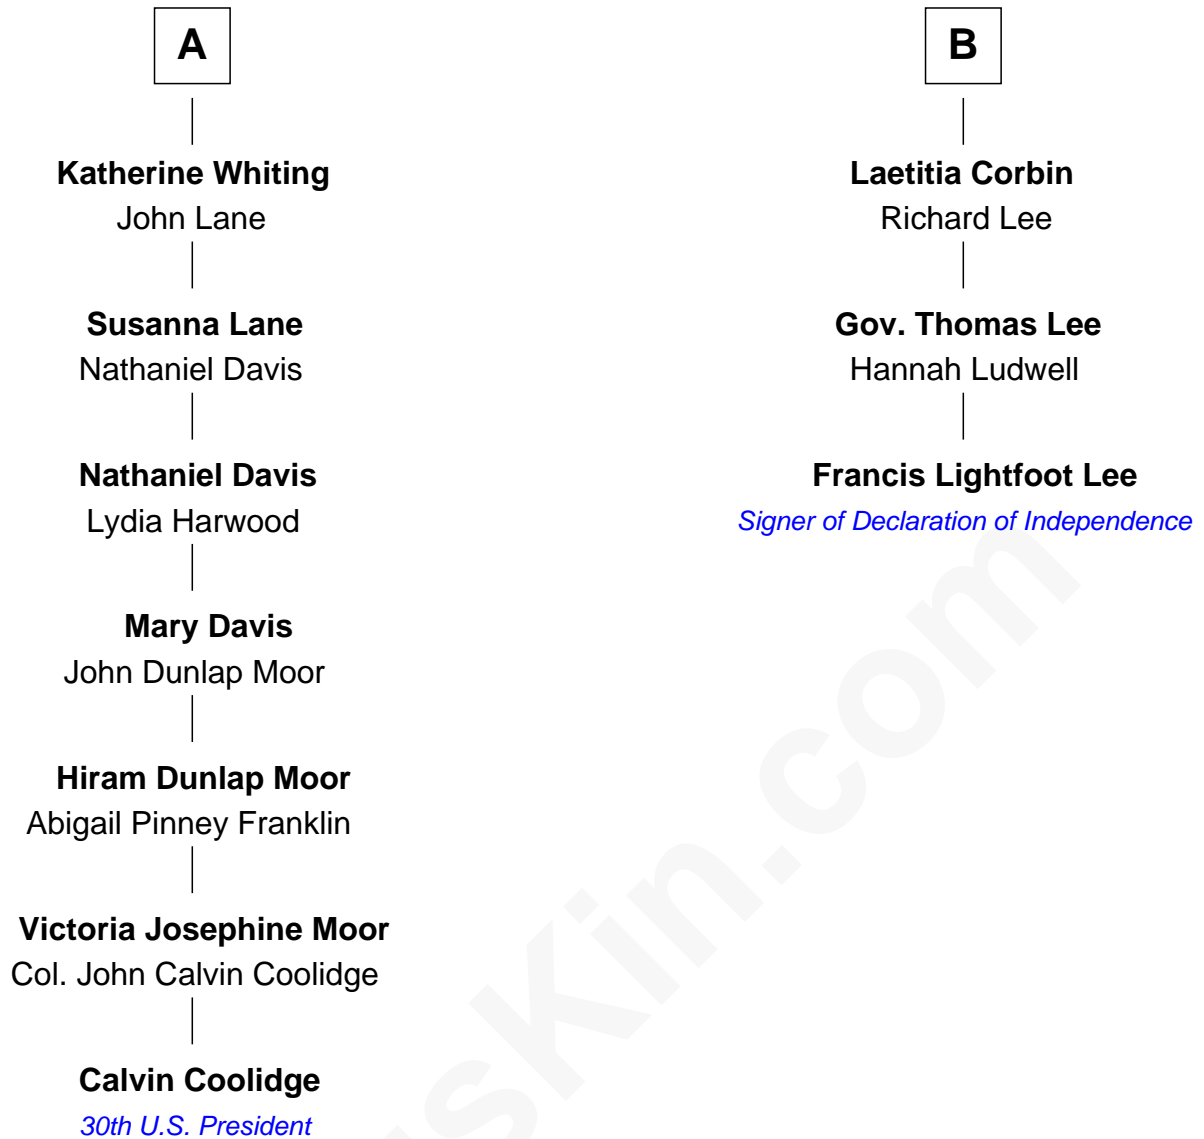 A
Katherine Whiting
John Lane
Susanna Lane
Nathaniel Davis
Nathaniel Davis
Lydia Harwood
Mary Davis
John Dunlap Moor
Hiram Dunlap Moor
Abigail Pinney Franklin
Victoria Josephine Moor
Col. John Calvin Coolidge
Calvin Coolidge
30th U.S. President
B
Laetitia Corbin
Richard Lee
Gov. Thomas Lee
Hannah Ludwell
Francis Lightfoot Lee
Signer of Declaration of Independence
sKin.com